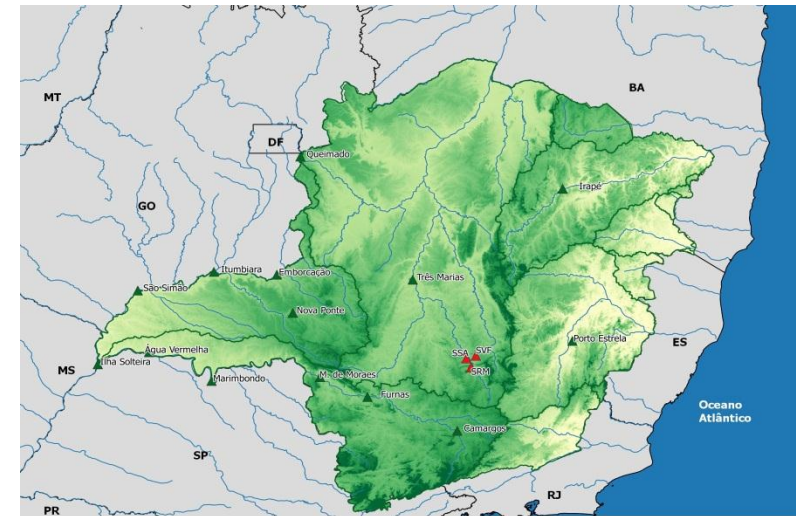 BA
MT
DF
Queimado
Irapé
GO
Itumbiara
Emborcação
Três Marias
São Simão
Nova Ponte
Porto Estrela
ES
Água Vermelha
SSA
SVF
Ilha Solteira
SRM
MS
Marimbondo
M. de Moraes
Furnas
Oceano
Atlântico
Camargos
SP
RJ
PR